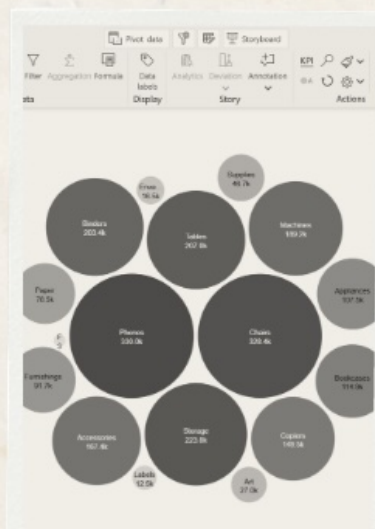 Pivot data
Storyboard
Filter Aggregation Formula
Data
labels
Analytics Deviation Annotation
KPI
Display
Story
Actions
Supplies
46.7k
Binders
203.4k
Tables
207.0k
Machines
189.2k
Paper
Appliances
107.5k
Phones
330.0k
Chairs
328.4k
Furnishings
91.7k
Bookcases
114.9k
Accessories
167.4k
Storage
223.8k
Copiers
149.5k
Labels
12.5k
Art
27.0k